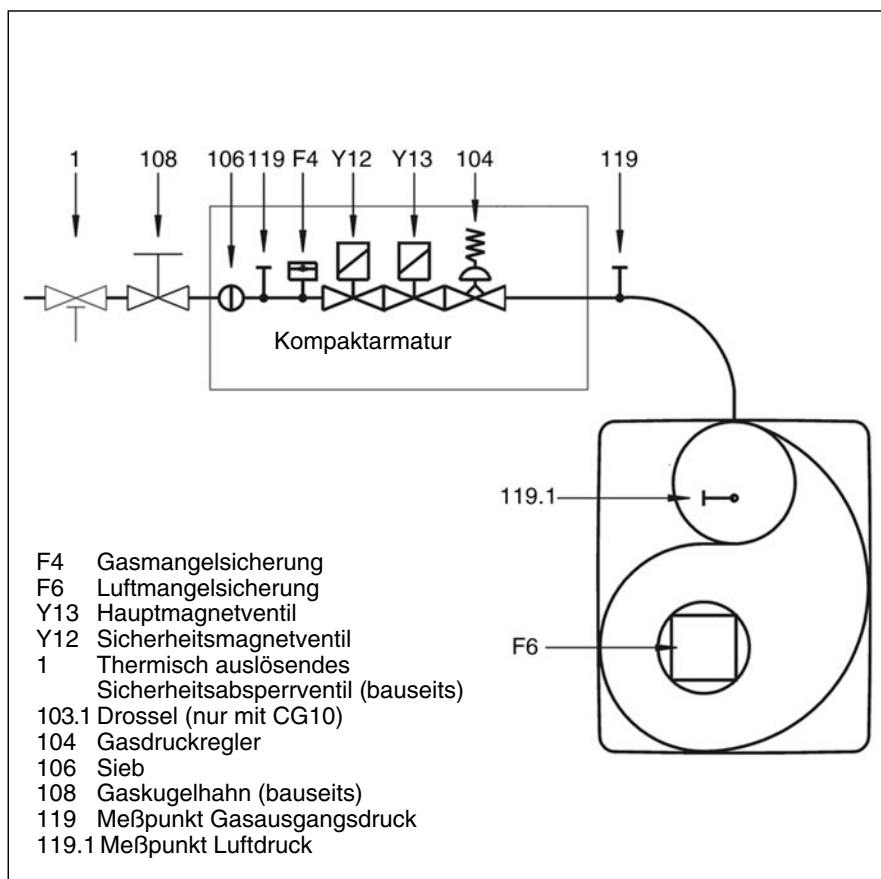 1 108 106 119 F4 Y12 Y13 104 119
Kompaktarmatur
119.1
F6
F4 Gasmangelsicherung
F6 Luftmangelsicherung
Y13 Hauptmagnetventil
Y12 Sicherheitsmagnetventil
1 Thermisch auslösendes
Sicherheitsabsperrventil (bauseits)
103.1 Drossel (nur mit CG10)
104 Gasdruckregler
106 Sieb
108 Gaskugelhahn (bauseits)
119 Meßpunkt Gasausgangsdruck
119.1 Meßpunkt Luftdruck